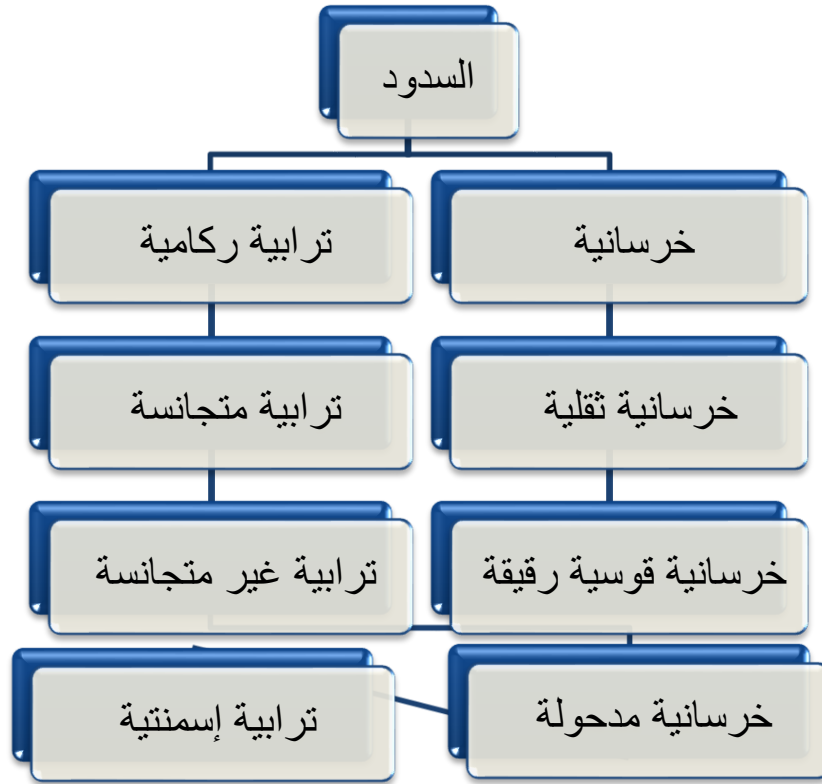 السدود
خرسانية
ترابية ركامية
خرسانية ثقلية
ترابية متجانسة
خرسانية قوسية رقيقة
ترابية غير متجانسة
خرسانية مدحولة
ترابية إسمنتية